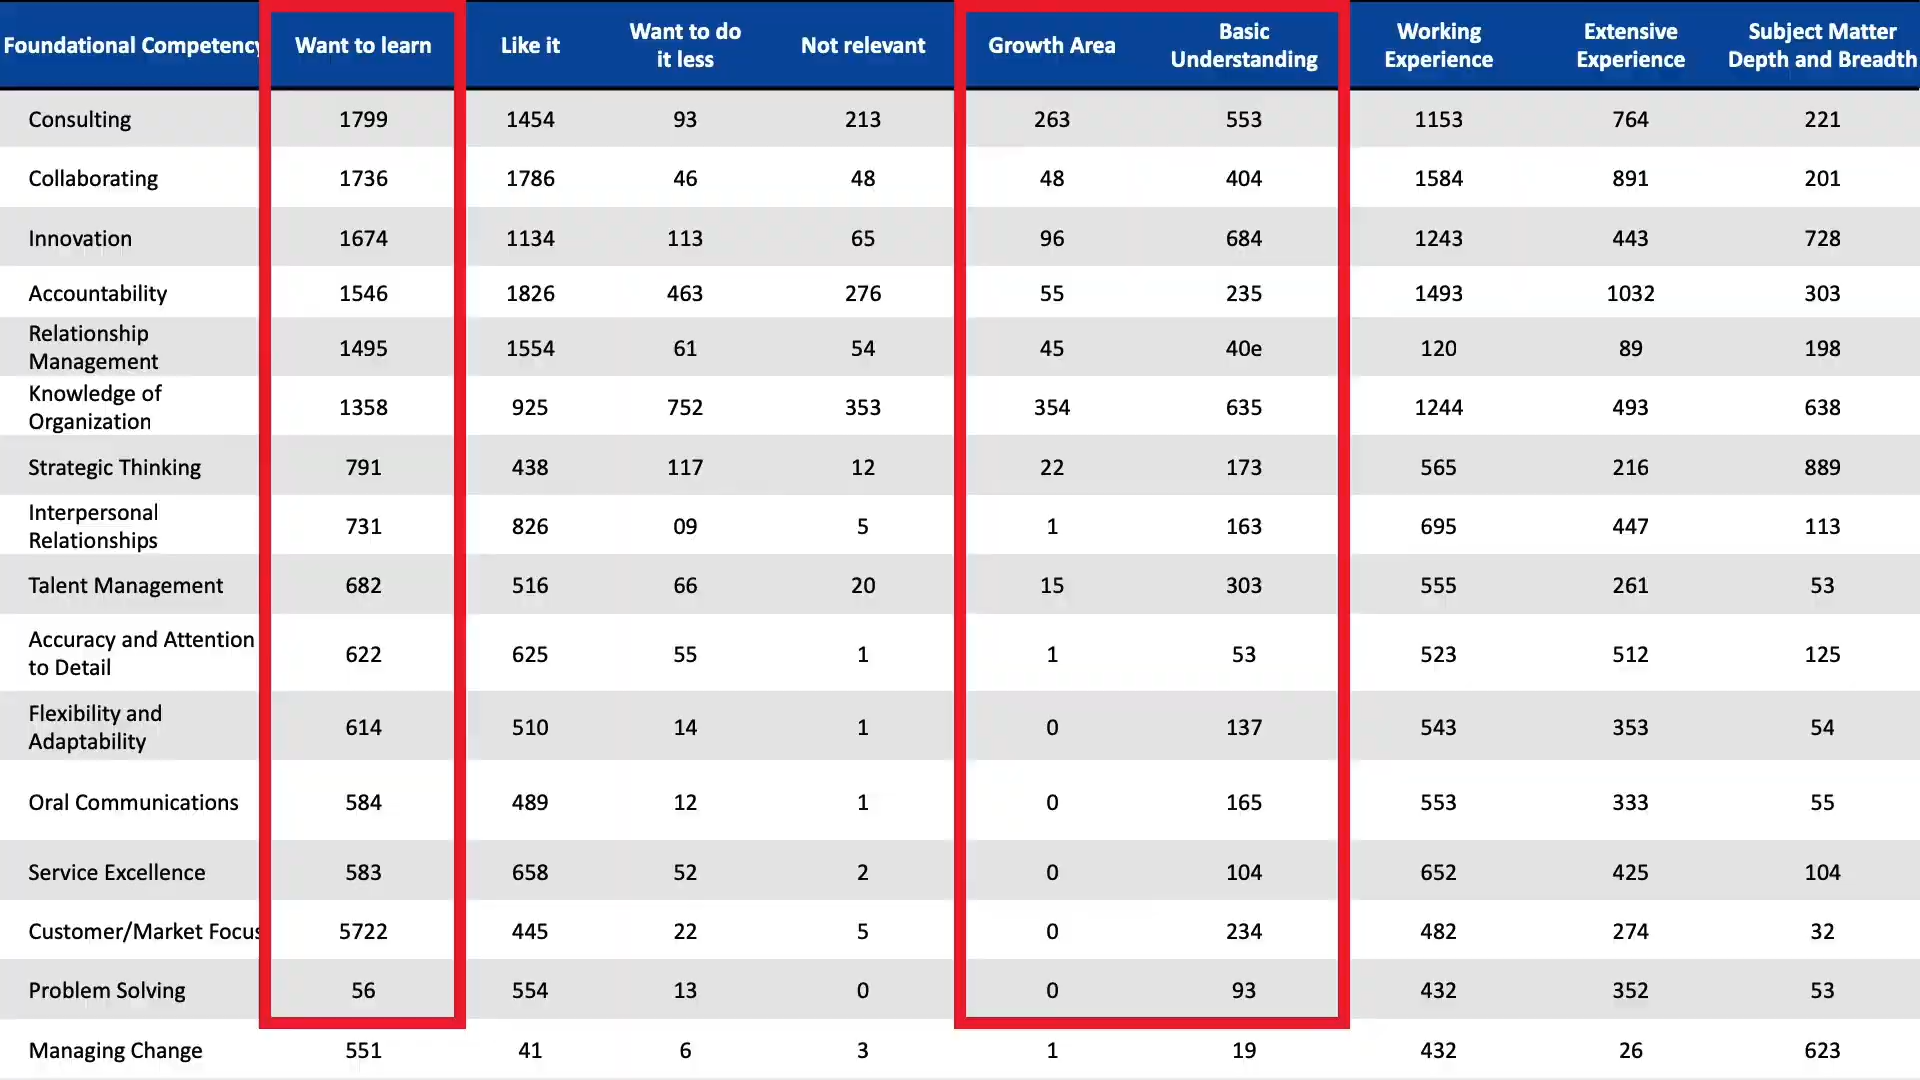 Foundational Competency Want to learn Like it Want to do it less Not relevant Growth Area Basic Understanding Working Experience Extensive Experience Subject Matter Depth and Breadth
Consulting 1799 1454 93 213 263 553 1153 764 221
Collaborating 1736 1786 46 48 48 404 1584 891 201
Innovation 1674 1134 113 65 96 684 1243 443 728
Accountability 1546 1826 463 276 55 235 1493 1032 303
Relationship Management 1495 1554 61 54 45 40e 120 89 198
Knowledge of Organization 1358 925 752 353 354 635 1244 493 638
Strategic Thinking 791 438 117 12 22 173 565 216 889
Interpersonal Relationships 731 826 09 5 1 163 695 447 113
Talent Management 682 516 66 20 15 303 555 261 53
Accuracy and Attention to Detail 622 625 55 1 1 53 523 512 125
Flexibility and Adaptability 614 510 14 1 0 137 543 353 54
Oral Communications 584 489 12 1 0 165 553 333 55
Service Excellence 583 658 52 2 0 104 652 425 104
Customer/Market Focus 5722 445 22 5 0 234 482 274 32
Problem Solving 56 554 13 0 0 93 432 352 53
Managing Change 551 41 6 3 1 19 432 26 623